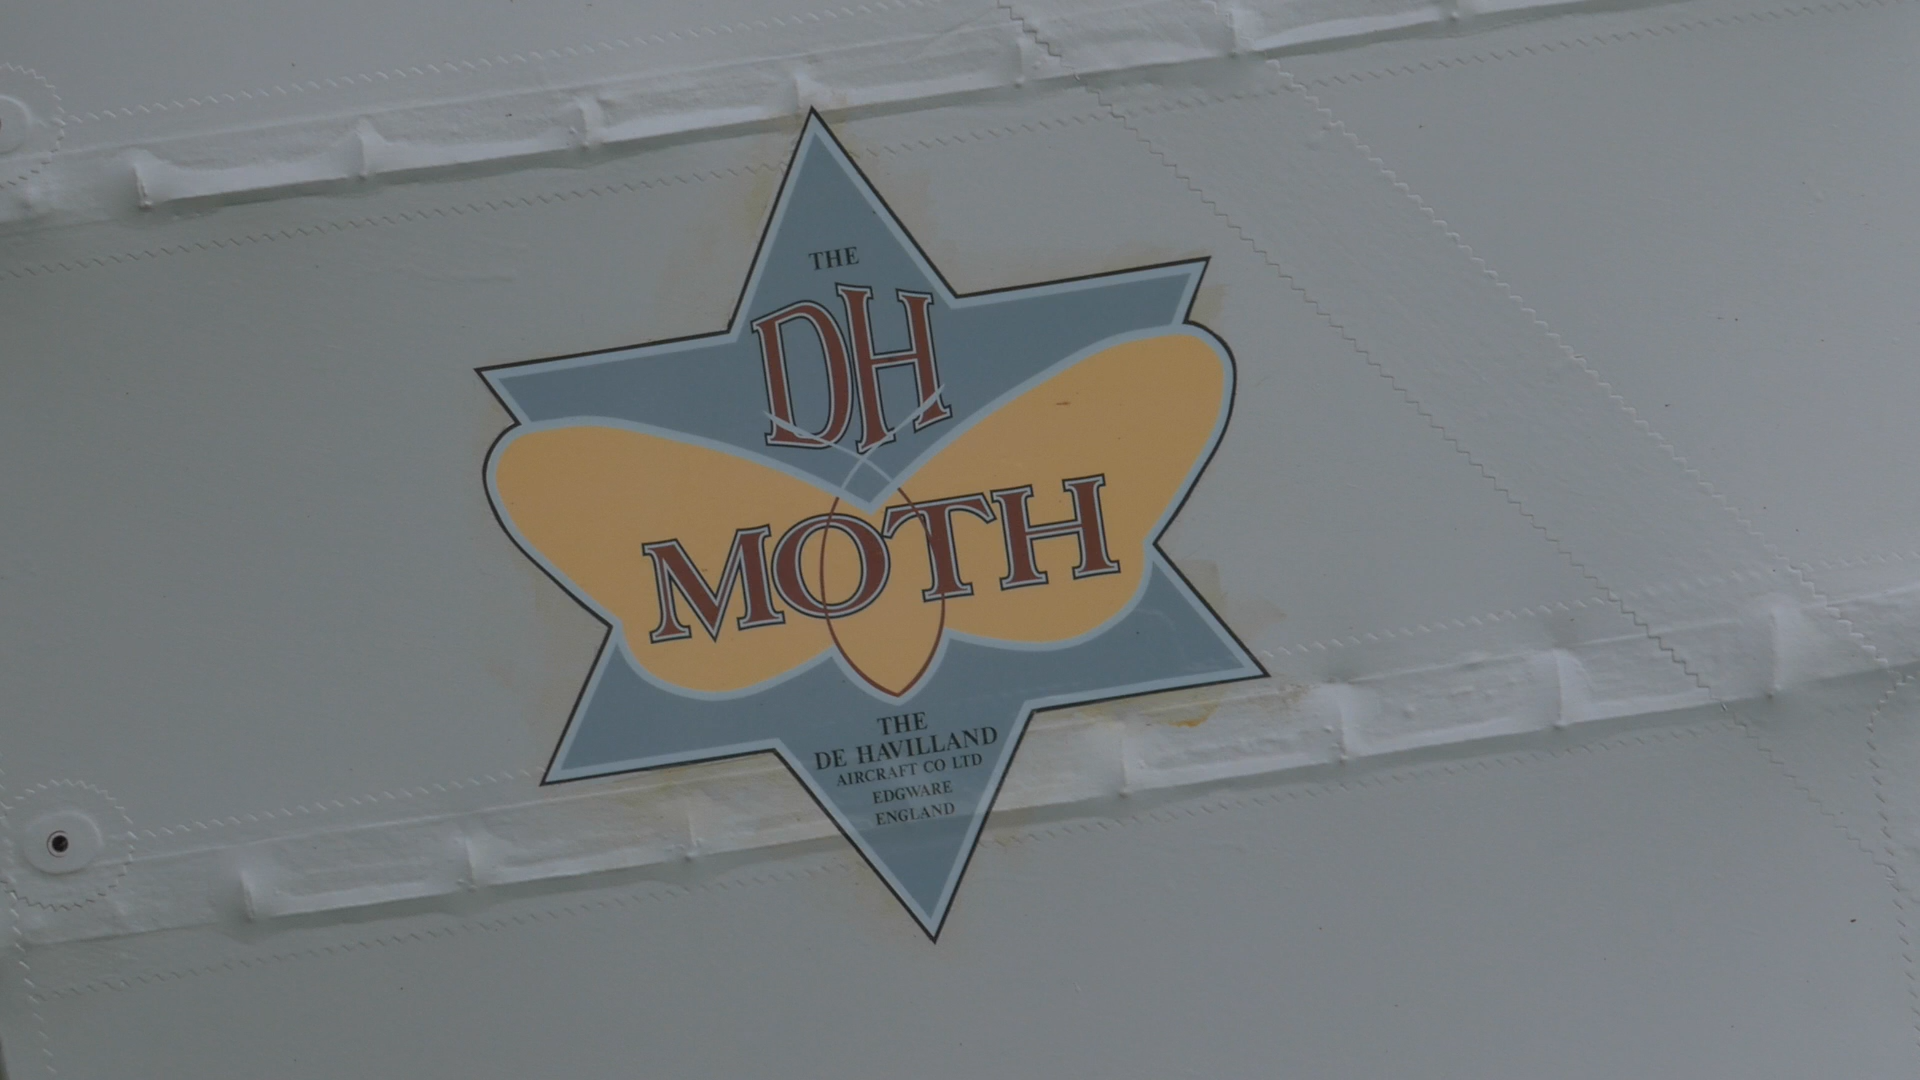 THE
DH
MOTH
THE
DE HAVILLAND
AIRCRAFT CO LTD
EDGWARE
ENGLAND